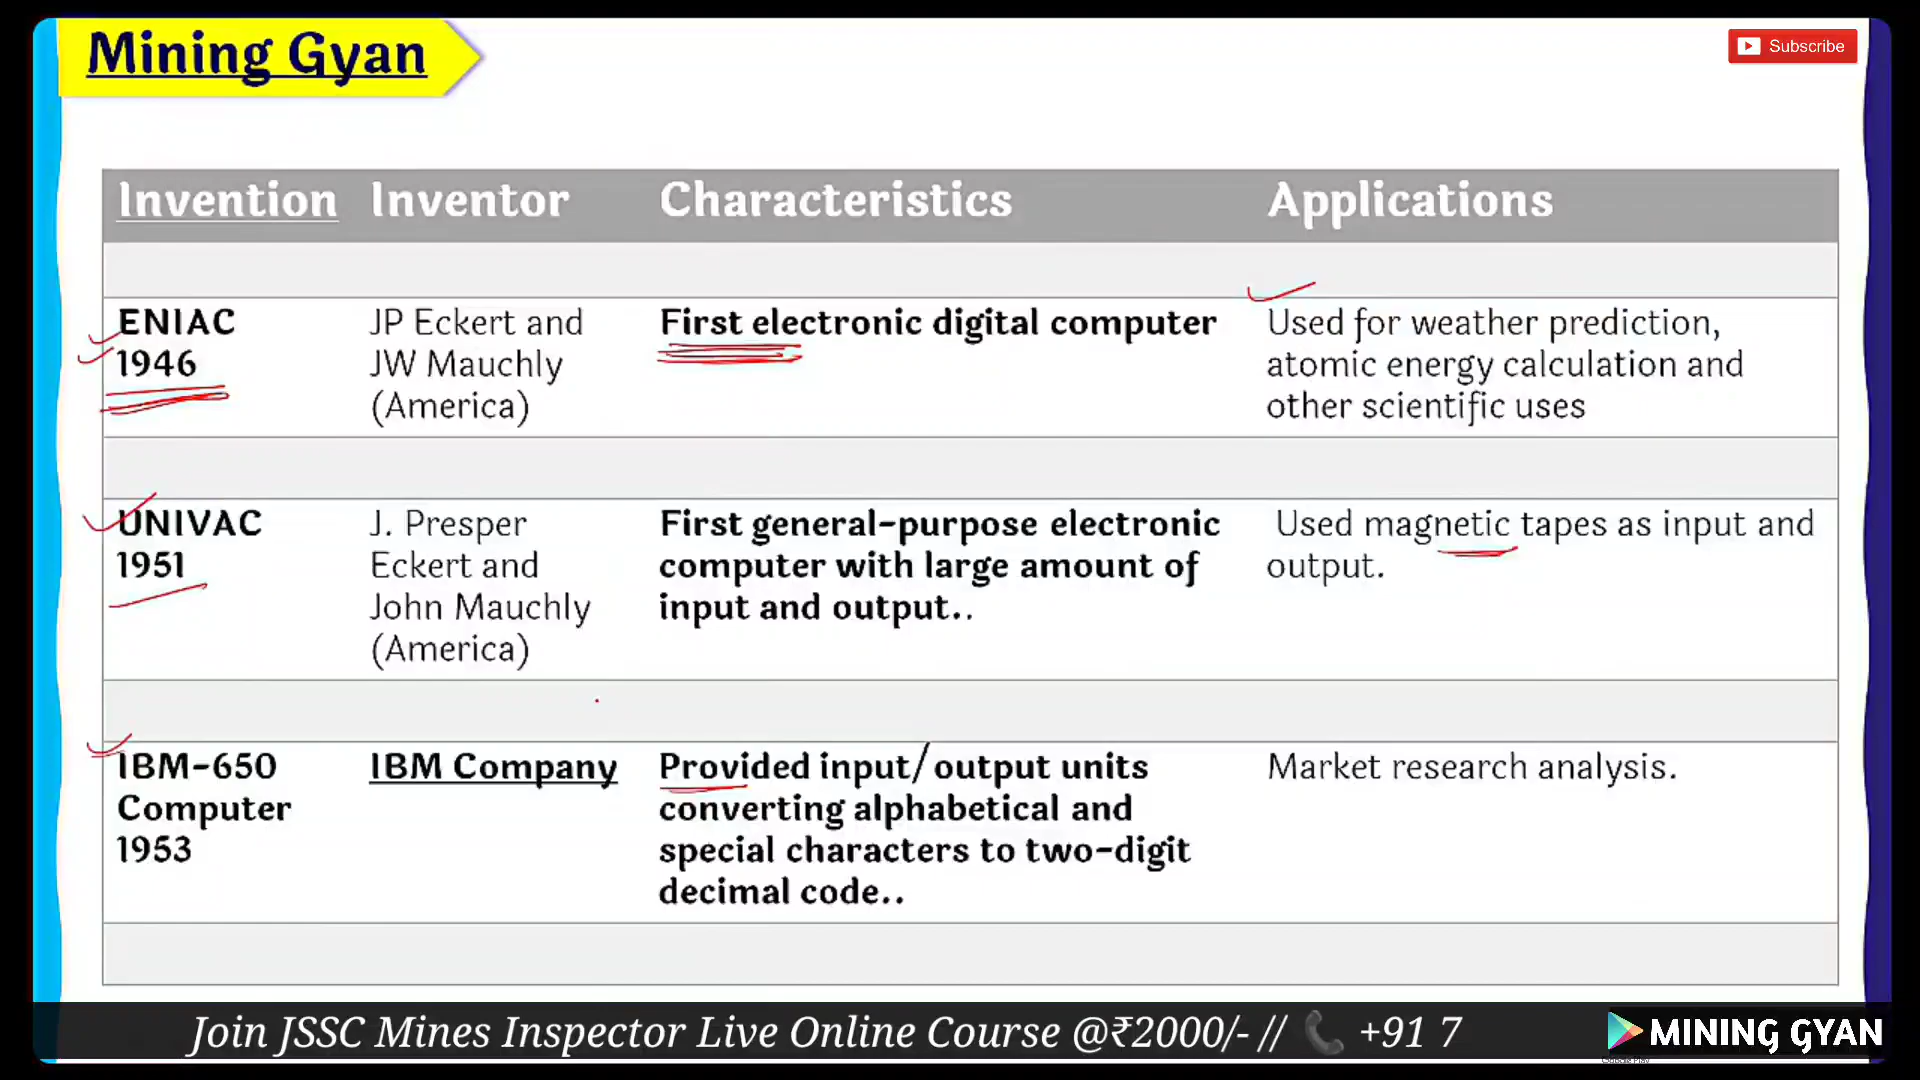 Mining Gyan
Subscribe
Invention Inventor Characteristics Applications
ENIAC
1946
JP Eckert and
JW Mauchly
(America)
First electronic digital computer
Used for weather prediction,
atomic energy calculation and
other scientific uses
UNIVAC
1951
J. Presper
Eckert and
John Mauchly
(America)
First general-purpose electronic
computer with large amount of
input and output..
Used magnetic tapes as input and
output.
IBM-650
Computer
1953
IBM Company
Provided input/output units
converting alphabetical and
special characters to two-digit
decimal code..
Market research analysis.
Join JSSC Mines Inspector Live Online Course @₹2000/- // 📞 +91 7
MINING GYAN
Google Play